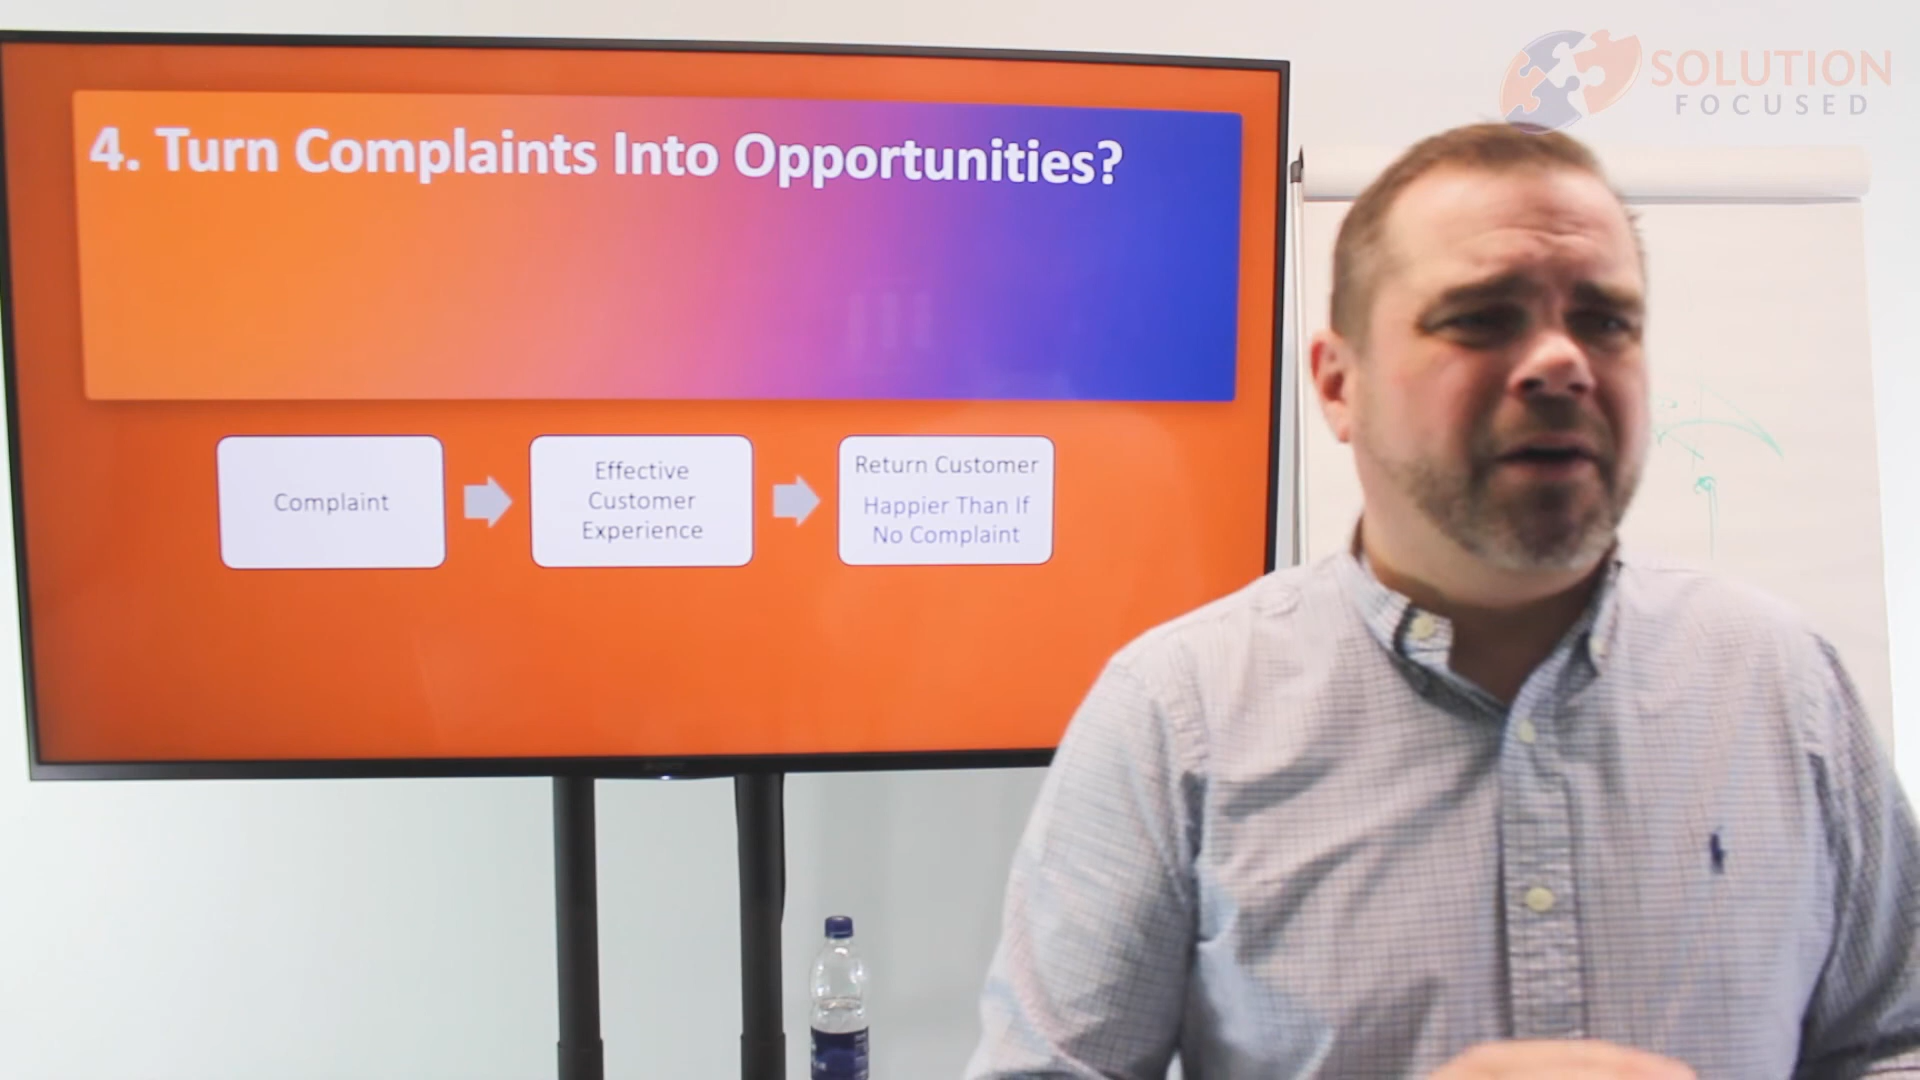 SOLUTION
FOCUSED
4. Turn Complaints Into Opportunities?
Complaint
Effective
Customer
Experience
Return Customer
Happier Than If
No Complaint